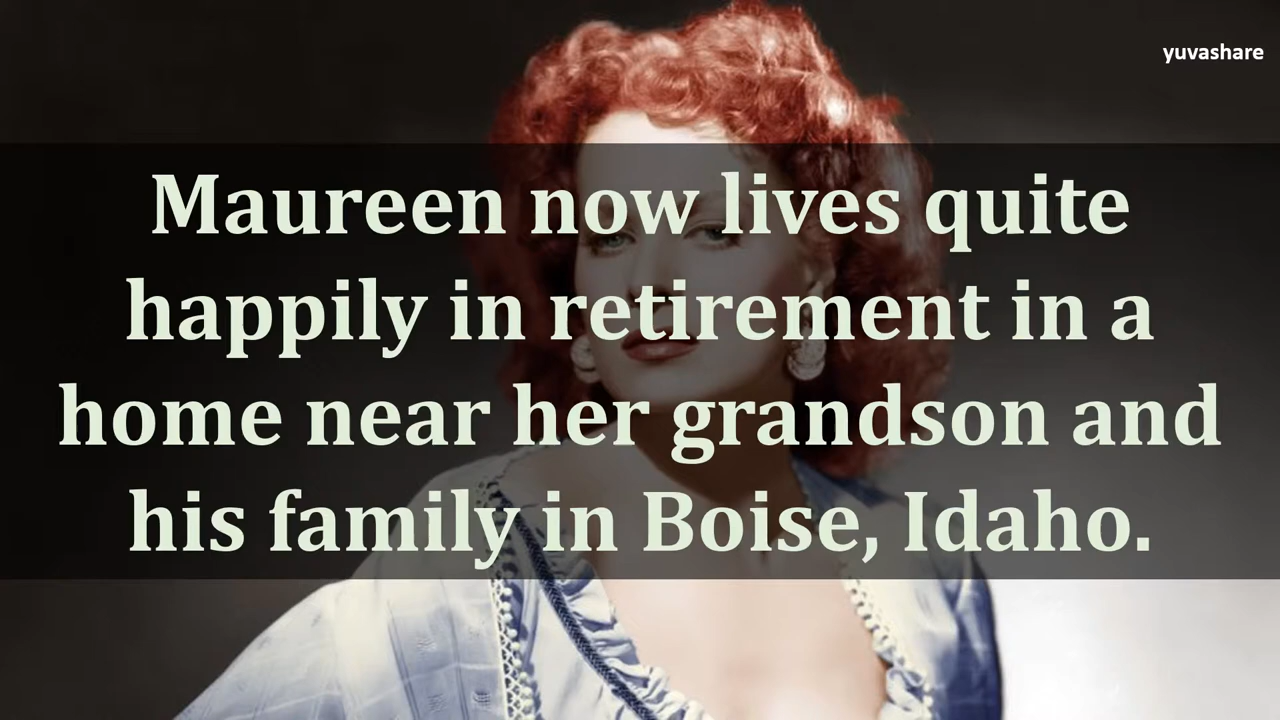 yuvashare
Maureen now lives quite
happily in retirement in a
home near her grandson and
his family in Boise, Idaho.